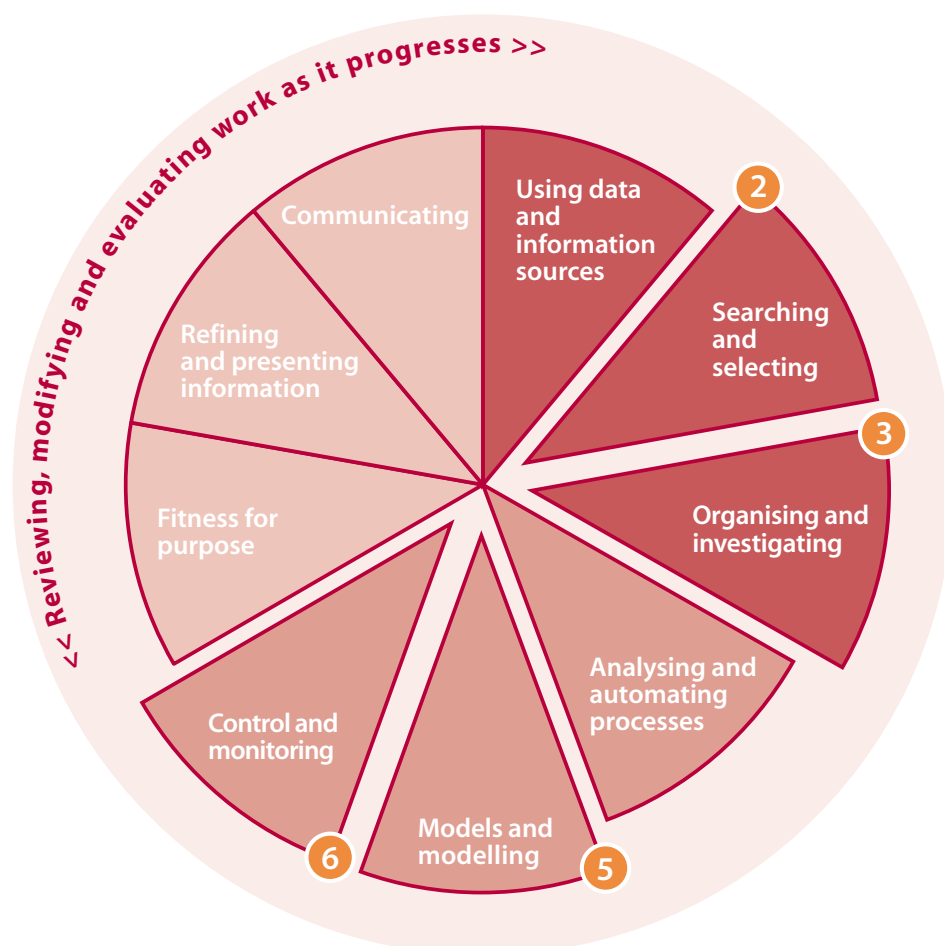 << Reviewing, modifying and evaluating work as it progresses >>
Communicating
Using data
and
information
sources
2
Searching
and
selecting
3
Organising and
investigating
Analysing and
automating
processes
5
Models and
modelling
6
Control and
monitoring
Fitness for
purpose
Refining
and presenting
information